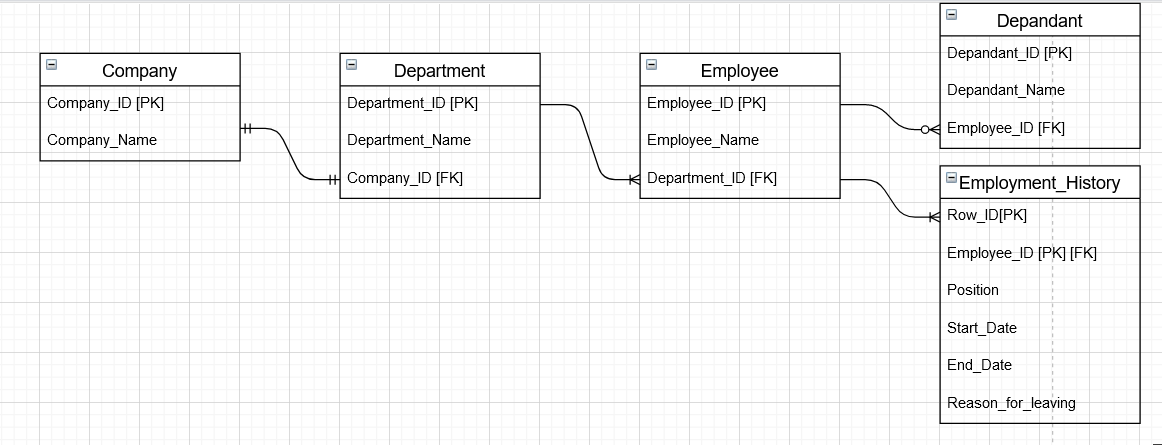 Company
Company_ID [PK]
Company_Name
Department
Department_ID [PK]
Department_Name
Company_ID [FK]
Employee
Employee_ID [PK]
Employee_Name
Department_ID [FK]
Depandant
Depandant_ID [PK]
Depandant_Name
Employee_ID [FK]
Employment_History
Row_ID[PK]
Employee_ID [PK] [FK]
Position
Start_Date
End_Date
Reason_for_leaving